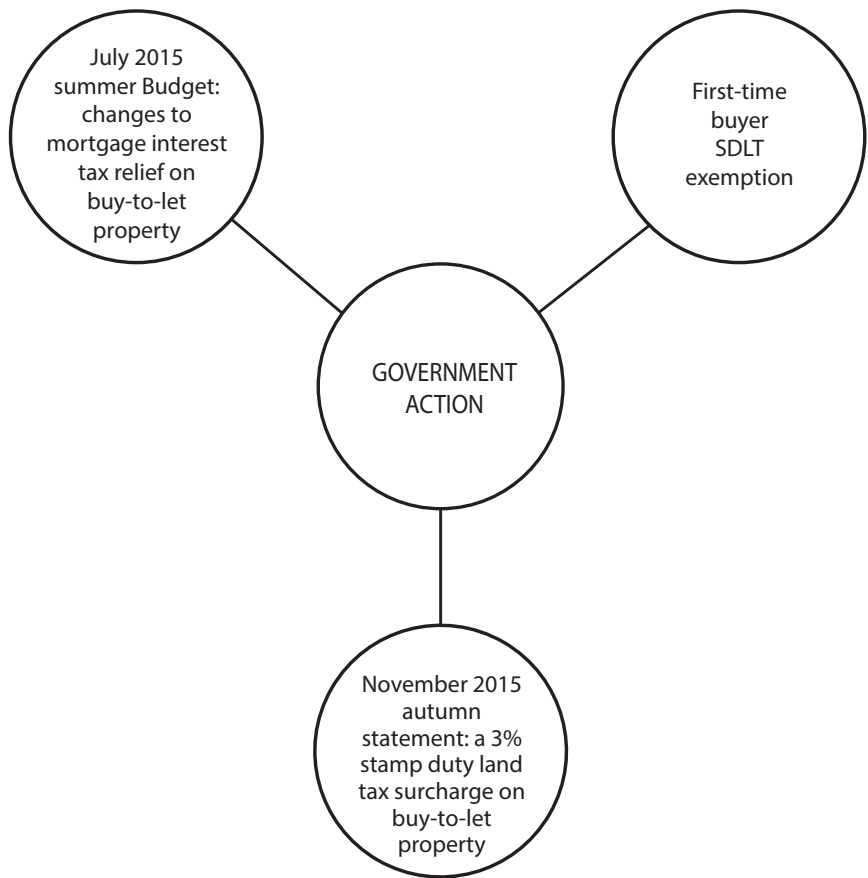 July 2015
summer Budget:
changes to
mortgage interest
tax relief on
buy-to-let
property
First-time
buyer
SDLT
exemption
GOVERNMENT
ACTION
November 2015
autumn
statement: a 3%
stamp duty land
tax surcharge on
buy-to-let
property